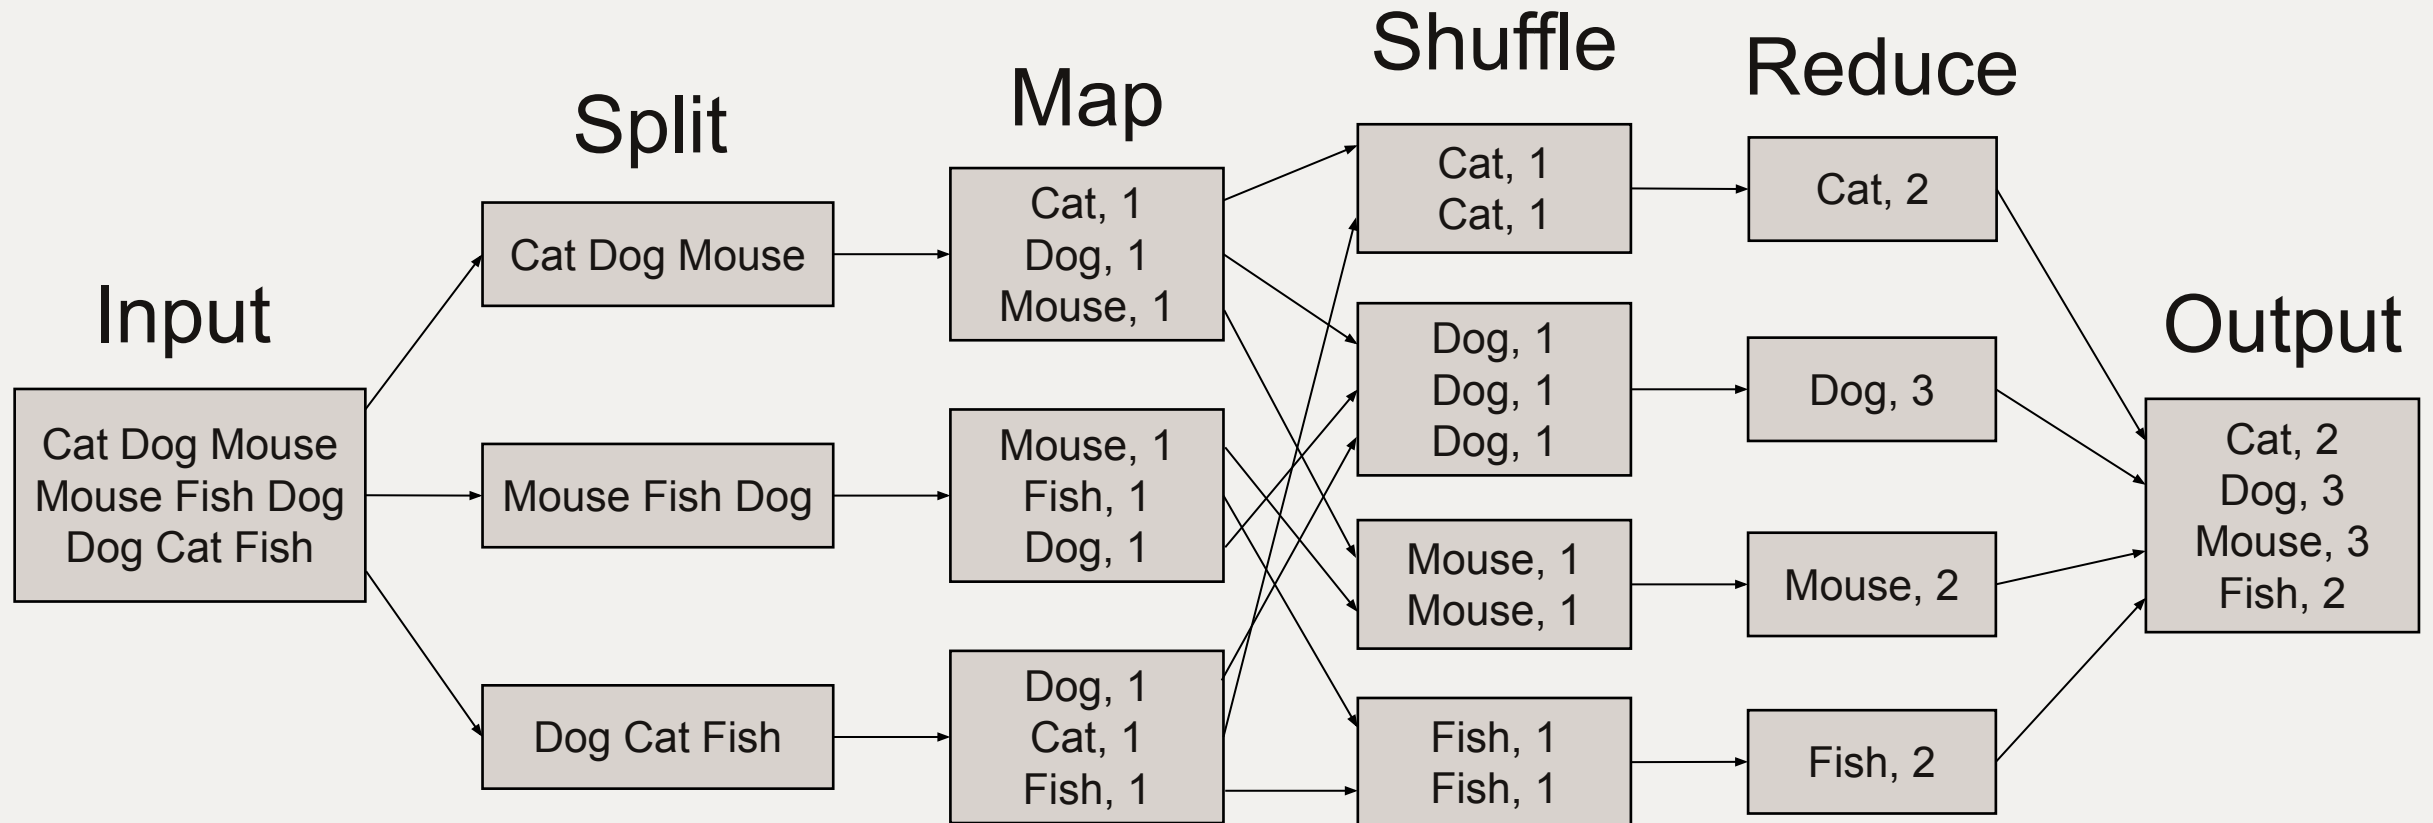 Input
Cat Dog Mouse
Mouse Fish Dog
Dog Cat Fish
Split
Cat Dog Mouse
Mouse Fish Dog
Dog Cat Fish
Map
Cat, 1
Dog, 1
Mouse, 1
Mouse, 1
Fish, 1
Dog, 1
Dog, 1
Cat, 1
Fish, 1
Shuffle
Cat, 1
Cat, 1
Dog, 1
Dog, 1
Dog, 1
Mouse, 1
Mouse, 1
Fish, 1
Fish, 1
Reduce
Cat, 2
Dog, 3
Mouse, 2
Fish, 2
Output
Cat, 2
Dog, 3
Mouse, 3
Fish, 2